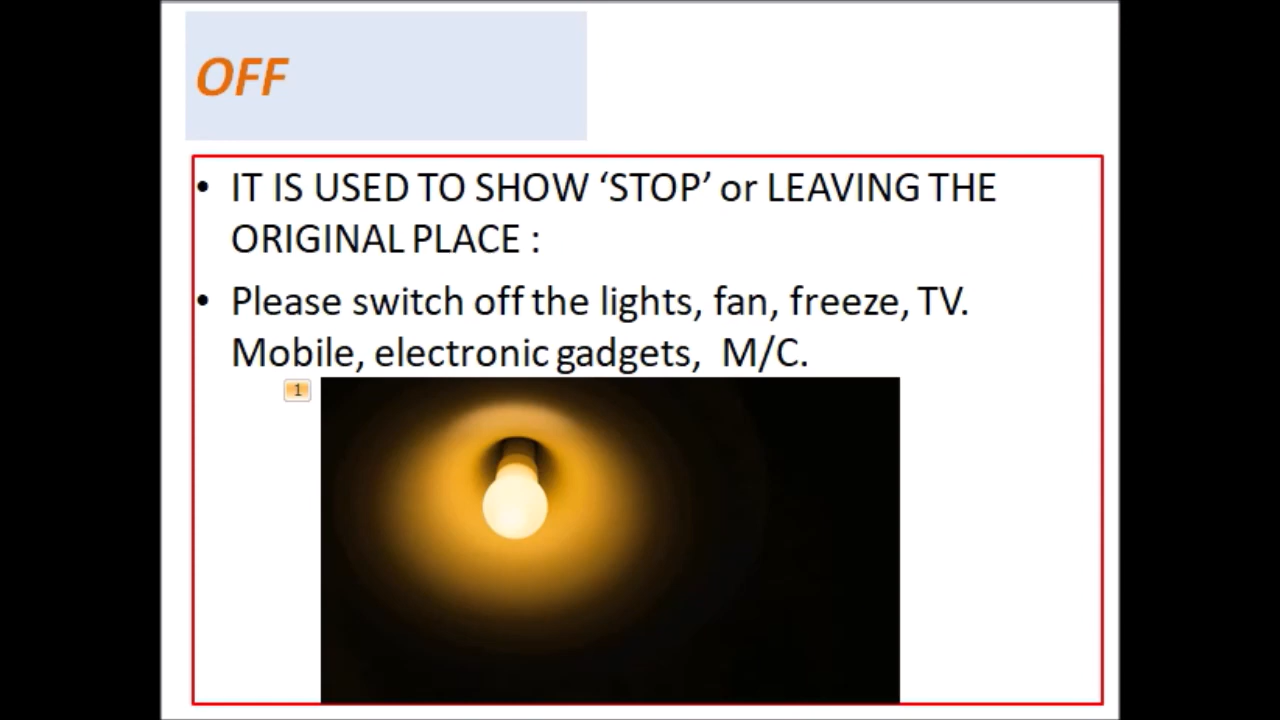 OFF
• IT IS USED TO SHOW ‘STOP’ or LEAVING THE
ORIGINAL PLACE :
• Please switch off the lights, fan, freeze, TV.
Mobile, electronic gadgets, M/C.
1